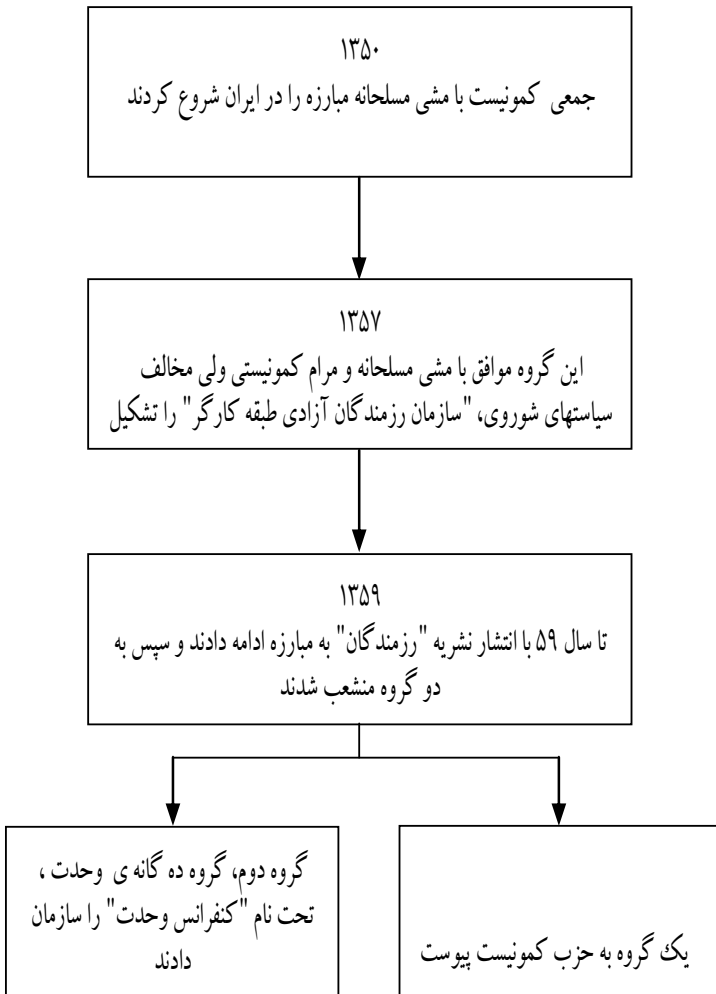 ۱۳۵۰
جمعی کمونیست با مشی مسلحانه مبارزه را در ایران شروع کردند
۱۳۵۷
این گروه موافق با مشی مسلحانه و مرام کمونیستی ولی مخالف
سیاستهای شوروی، "سازمان رزمندگان آزادی طبقه کارگر" را تشکیل
۱۳۵۹
تا سال ۵۹ با انتشار نشریه "رزمندگان" به مبارزه ادامه دادند و سپس به
دو گروه منشعب شدند
یک گروه به حزب کمونیست پیوست
گروه دوم، گروه ده گانه ی وحدت ،
تحت نام "کنفرانس وحدت" را سازمان
دادند